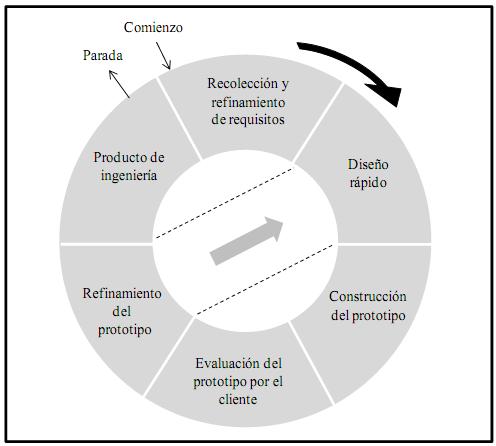 Comienzo
Parada
Recolección y
refinamiento
de requisitos
Diseño
rápido
Construcción
del prototipo
Evaluación del
prototipo por el
cliente
Refinamiento
del
prototipo
Producto de
ingeniería